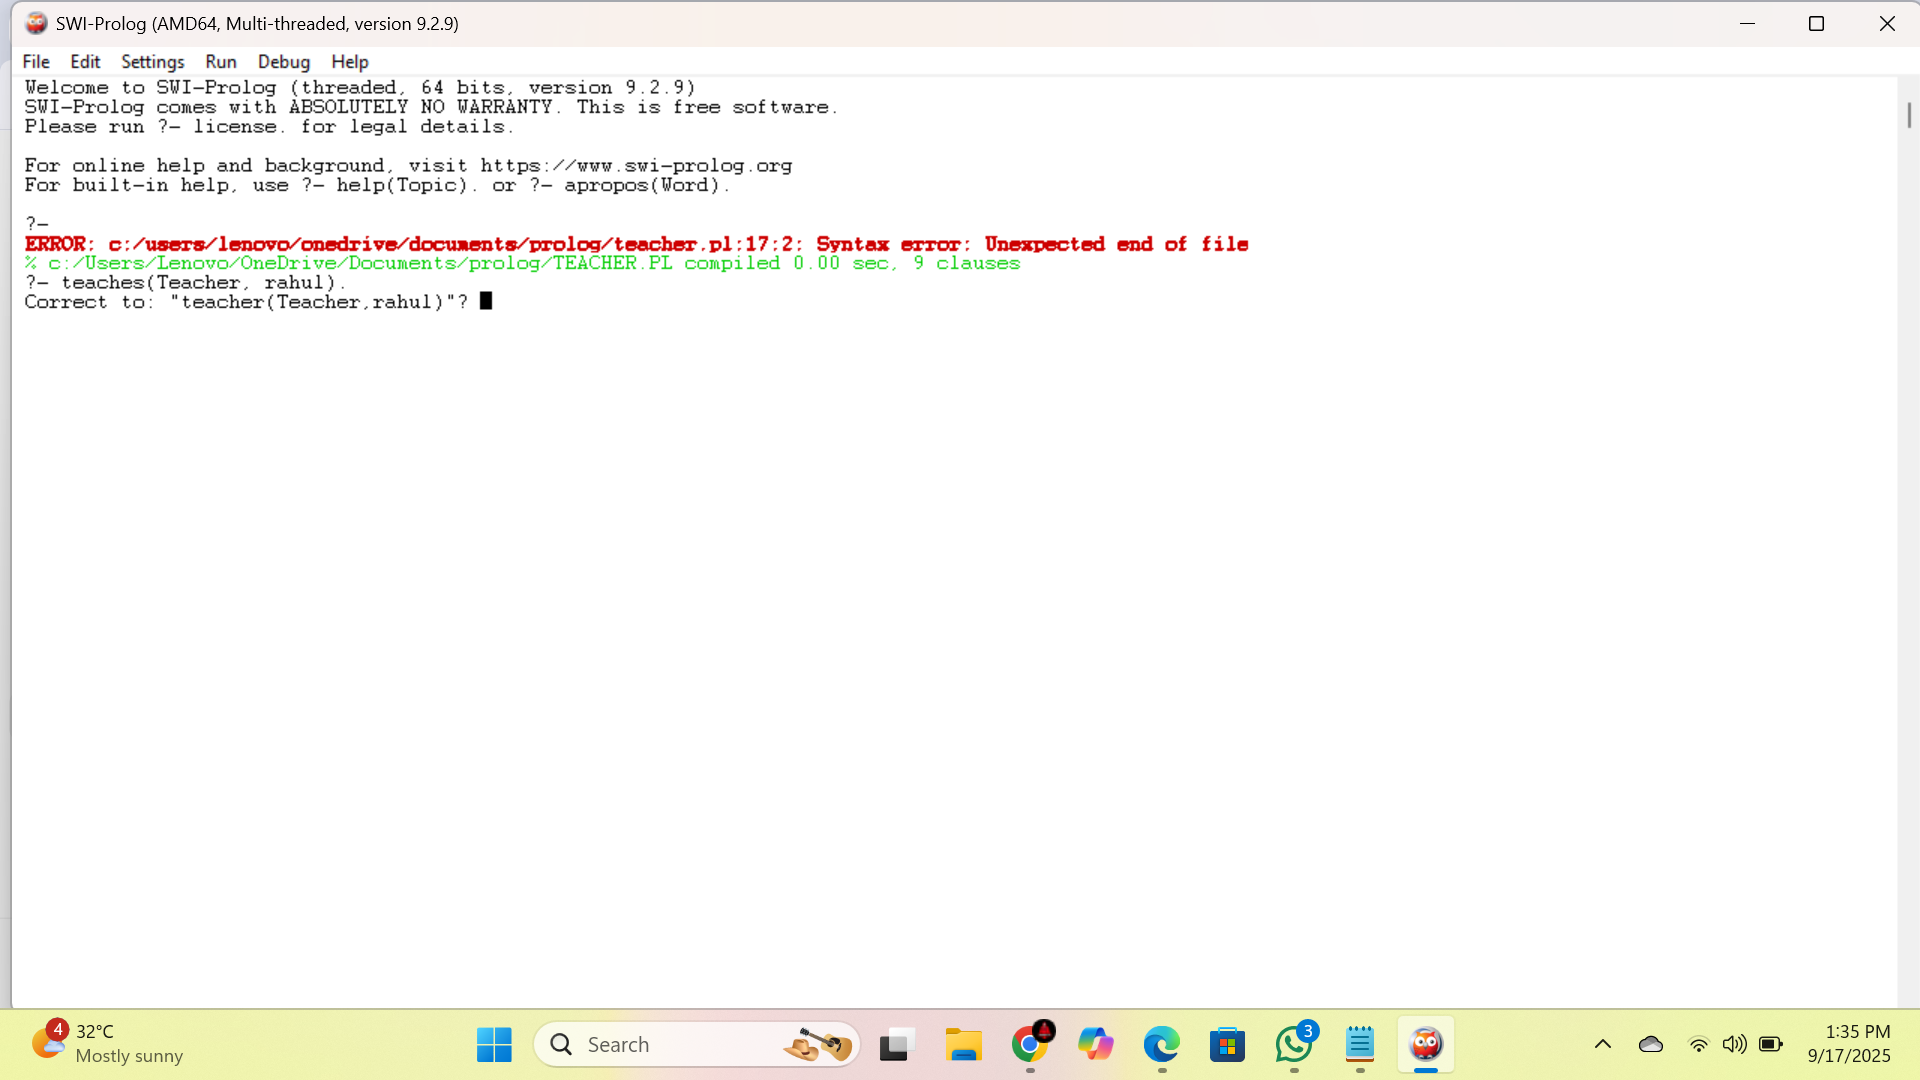 SWI-Prolog (AMD64, Multi-threaded, version 9.2.9)
File Edit Settings Run Debug Help
Welcome to SWI-Prolog (threaded, 64 bits, version 9.2.9)
SWI-Prolog comes with ABSOLUTELY NO WARRANTY. This is free software.
Please run ?- license. for legal details.
For online help and background, visit https://www.swi-prolog.org
For built-in help, use ?- help(Topic). or ?- apropos(Word).
?-
ERROR: c:/users/lenovo/onedrive/documents/prolog/teacher.pl:17:2: Syntax error: Unexpected end of file
% c:/Users/Lenovo/OneDrive/Documents/prolog/TEACHER.PL compiled 0.00 sec, 9 clauses
?- teaches(Teacher, rahul).
Correct to: "teacher(Teacher,rahul)"?
4
32°C
Mostly sunny
Search
3
1:35 PM
9/17/2025